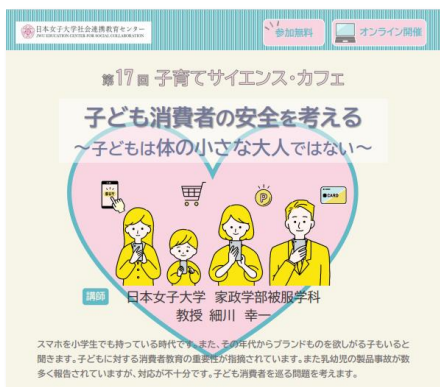 日本女子大学社会連携教育センター
JWU EDUCATION CENTER FOR SOCIAL COLLABORATION
参加無料
オンライン開催
第17回 子育てサイエンス・カフェ
子ども消費者の安全を考える
～子どもは体の小さな大人ではない～
P
CARD
講師
日本女子大学 家政学部被服学科
教授 細川 幸一
スマホを小学生でも持っている時代です。また、その年代からブランドものを欲しがる子もいると
聞きます。子どもに対する消費者教育の重要性が指摘されています。また乳幼児の製品事故が数
多く報告されていますが、対応が不十分です。子ども消費者を巡る問題を考えます。